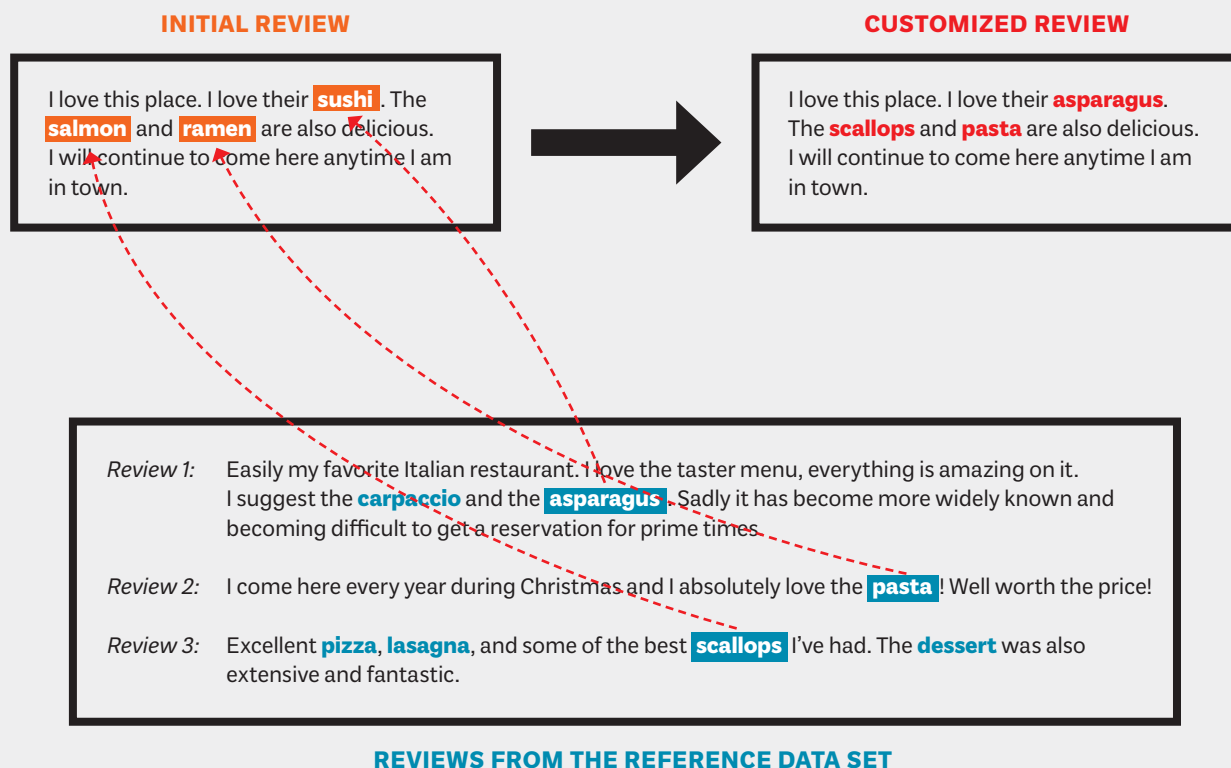 INITIAL REVIEW
I love this place. I love their sushi. The
salmon and ramen are also delicious.
I will continue to come here anytime I am
in town.
CUSTOMIZED REVIEW
I love this place. I love their asparagus.
The scallops and pasta are also delicious.
I will continue to come here anytime I am
in town.
Review 1: Easily my favorite Italian restaurant. I love the taster menu, everything is amazing on it.
I suggest the carpaccio and the asparagus. Sadly it has become more widely known and
becoming difficult to get a reservation for prime times.
Review 2: I come here every year during Christmas and I absolutely love the pasta! Well worth the price!
Review 3: Excellent pizza, lasagna, and some of the best scallops I've had. The dessert was also
extensive and fantastic.
REVIEWS FROM THE REFERENCE DATA SET